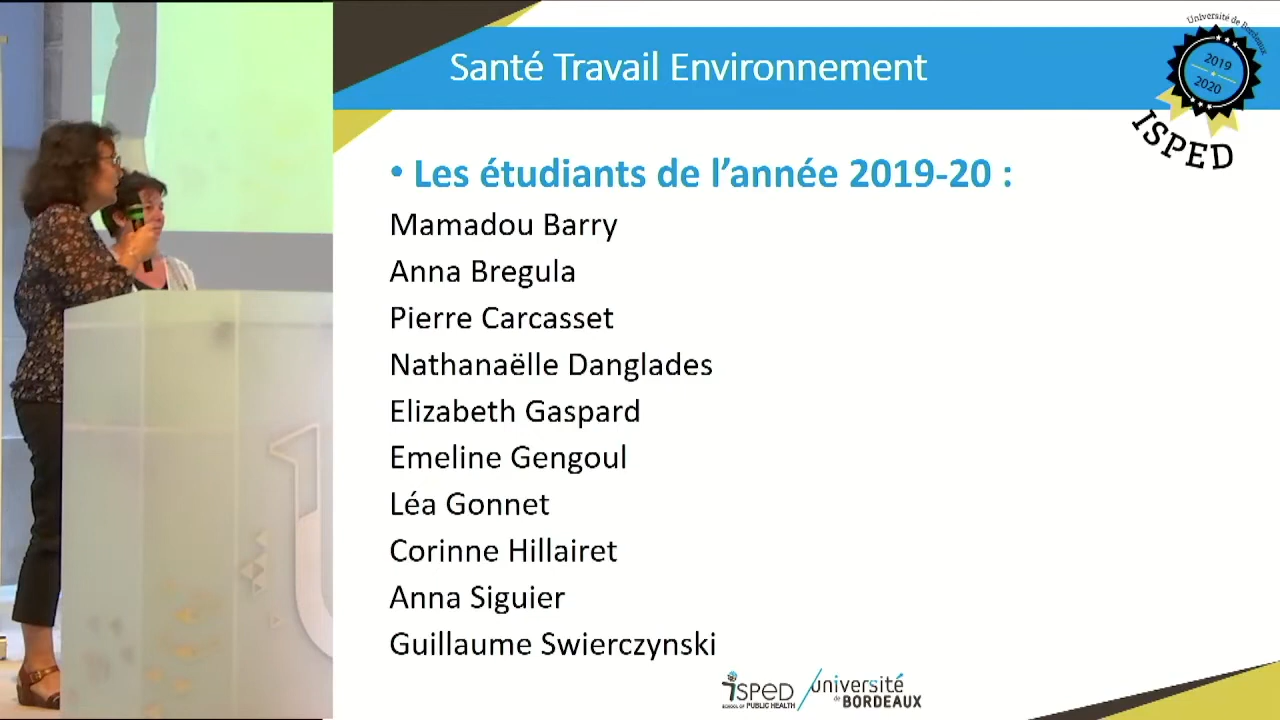 Santé Travail Environnement
Université de Bordeaux
2019
2020
ISPED
• Les étudiants de l’année 2019-20 :
Mamadou Barry
Anna Bregula
Pierre Carcasset
Nathanaëlle Danglades
Elizabeth Gaspard
Emeline Gengoul
Léa Gonnet
Corinne Hillairet
Anna Siguier
Guillaume Swierczynski
isped
SCHOOL OF PUBLIC HEALTH
université
de BORDEAUX